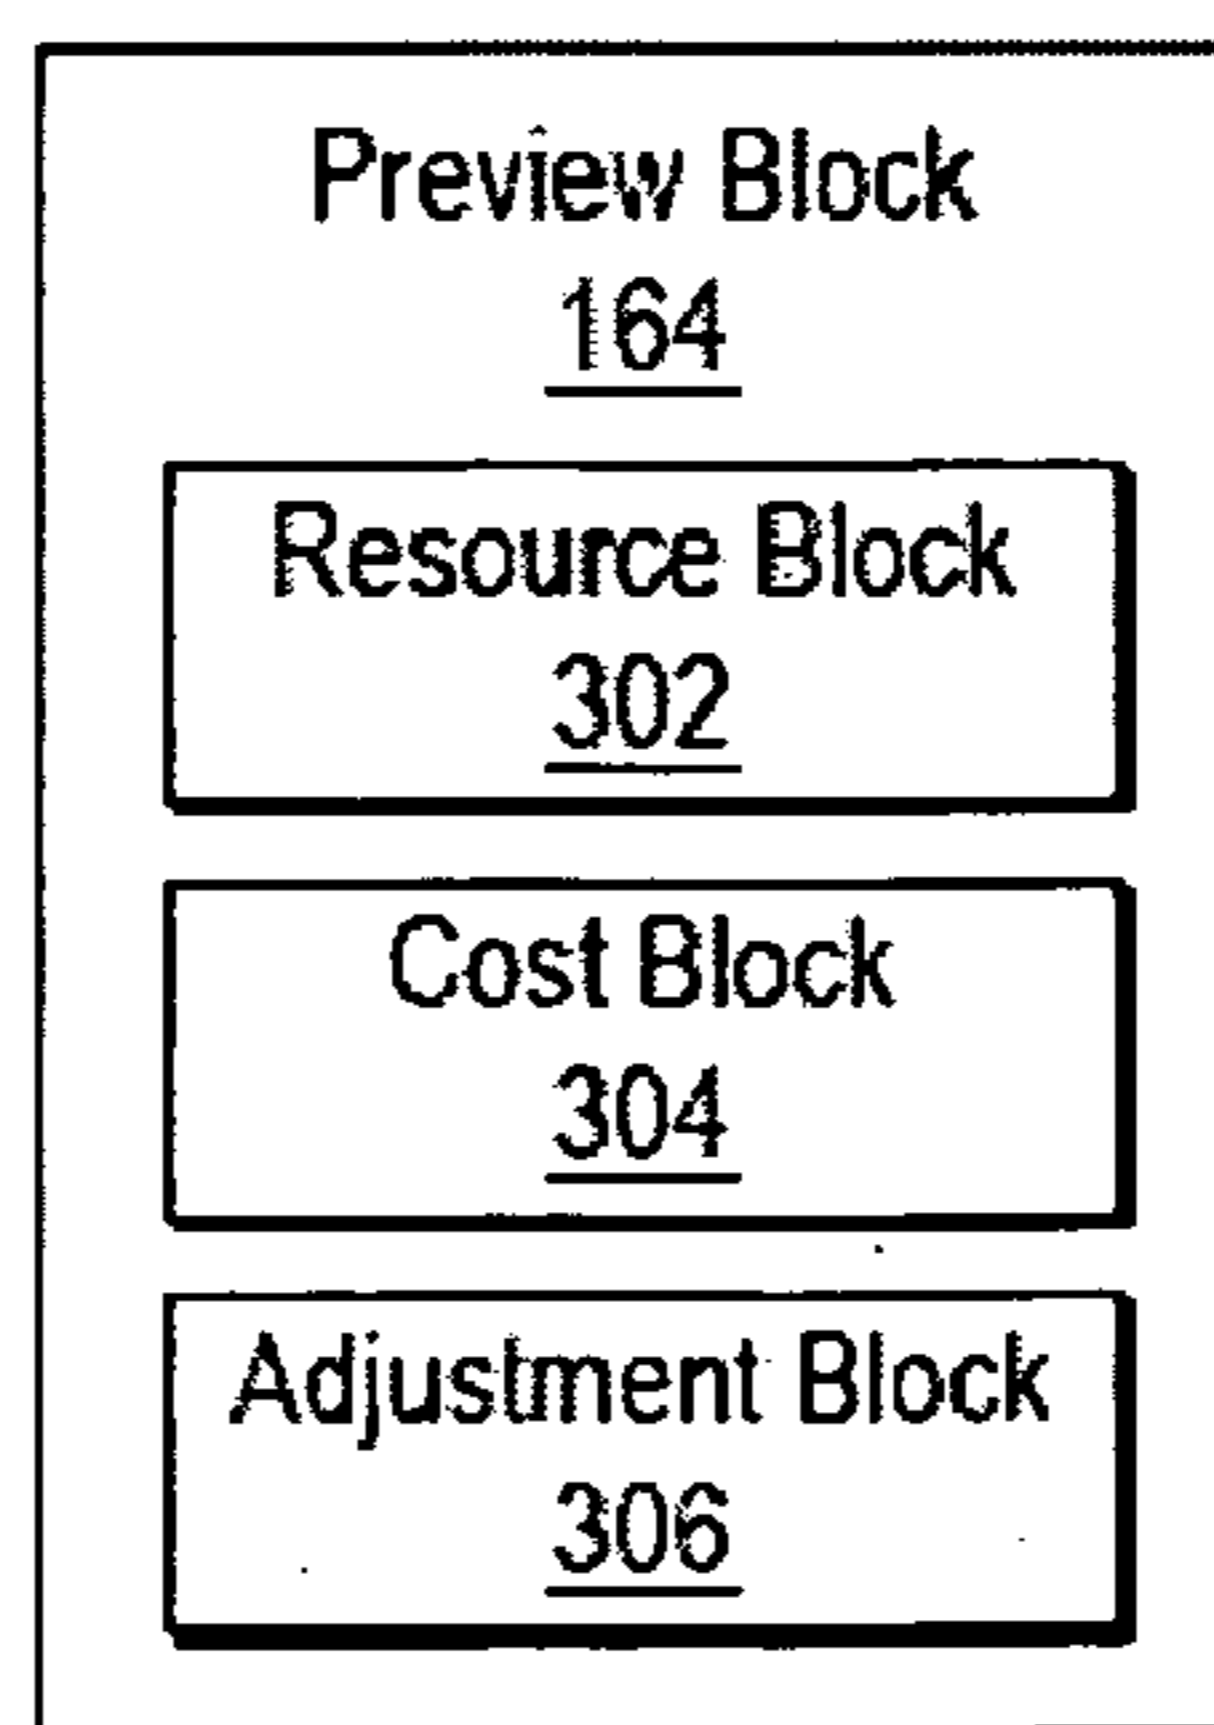 Preview Block
164
Resource Block
302
Cost Block
304
Adjustment Block
306